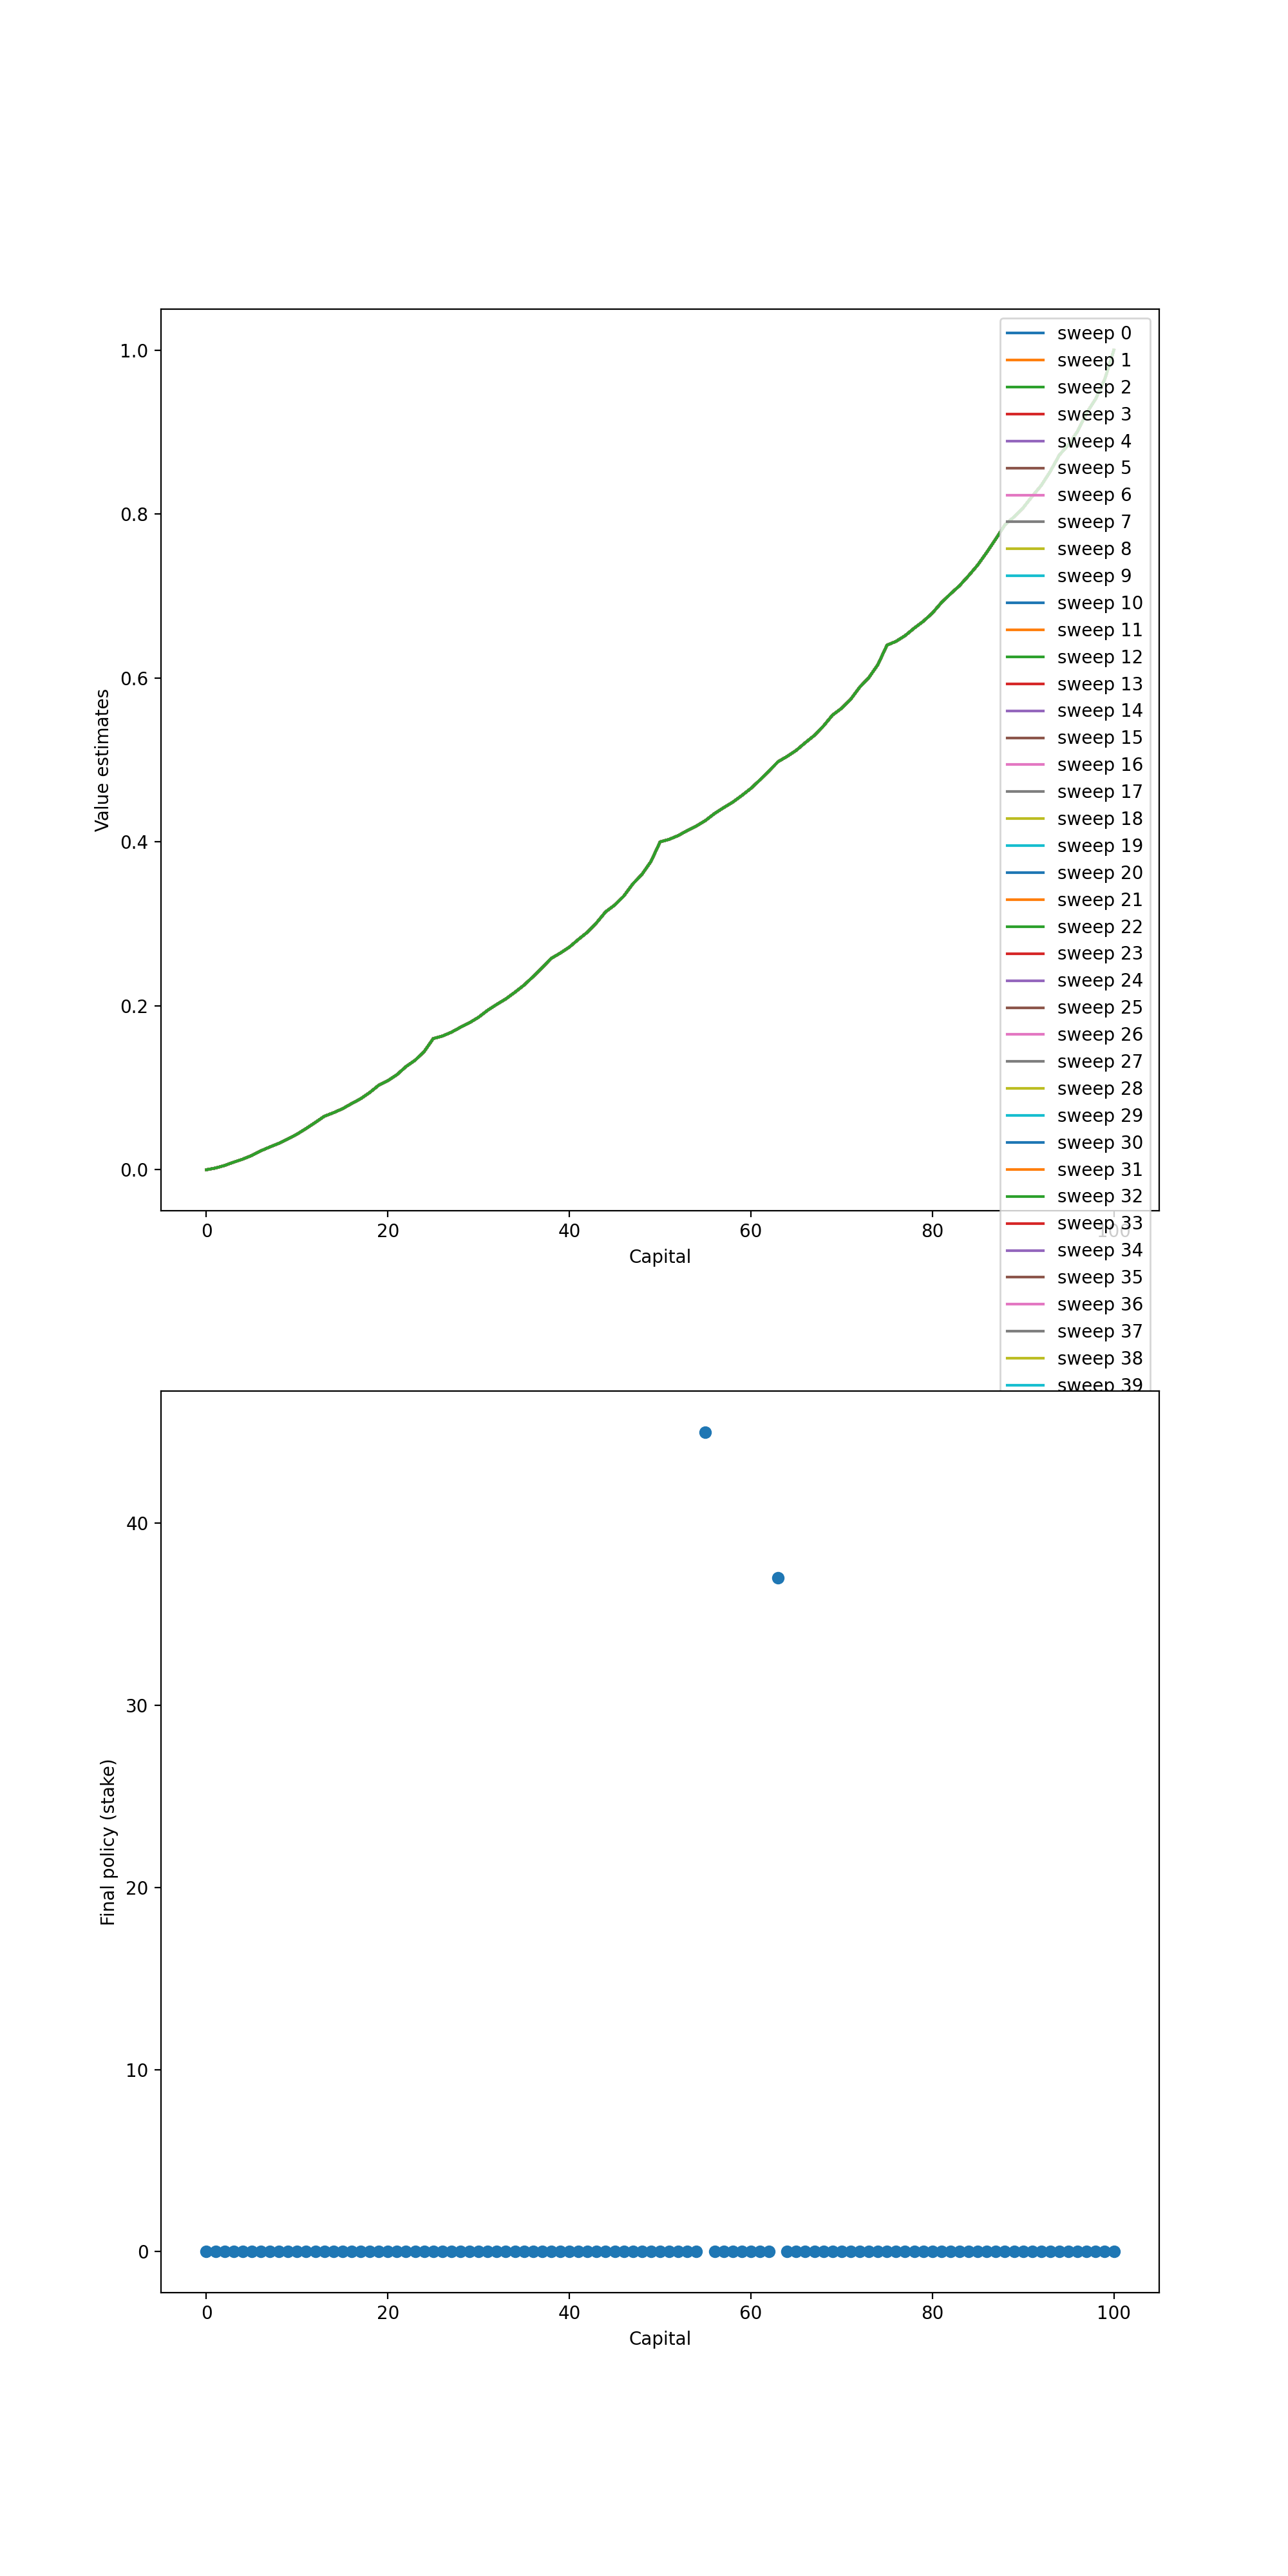 1.0
0.8
0.6
0.4
0.2
0.0
Value estimates
0
20
40
60
80
100
Capital
sweep 0
sweep 1
sweep 2
sweep 3
sweep 4
sweep 5
sweep 6
sweep 7
sweep 8
sweep 9
sweep 10
sweep 11
sweep 12
sweep 13
sweep 14
sweep 15
sweep 16
sweep 17
sweep 18
sweep 19
sweep 20
sweep 21
sweep 22
sweep 23
sweep 24
sweep 25
sweep 26
sweep 27
sweep 28
sweep 29
sweep 30
sweep 31
sweep 32
sweep 33
sweep 34
sweep 35
sweep 36
sweep 37
sweep 38
sweep 39
40
30
20
10
0
Final policy (stake)
0
20
40
60
80
100
Capital